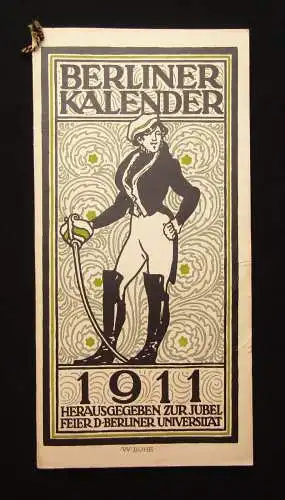 BERLINER
KALENDER
1911
HERAUSGEGEBEN ZUR JUBEL
FEIER D·BERLINER UNIVERSITÄT